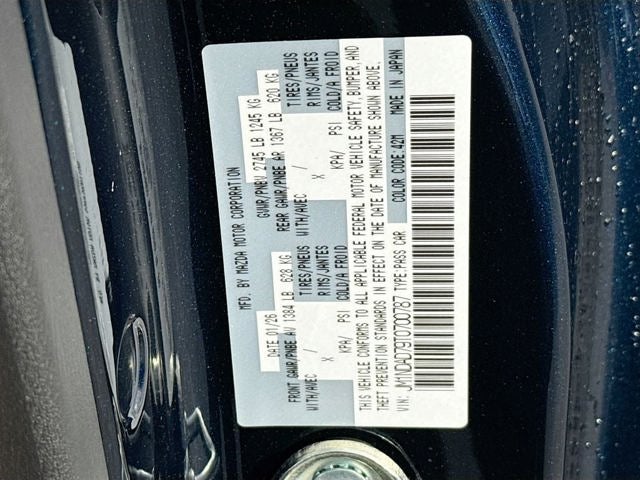 MFD BY MAZDA MOTOR CORPORATION
DATE 01/26 GVWR/PNBV 2745 LB 1245 KG
FRONT GAWR/PNBE AV 1384 LB 628 KG REAR GAWR/PNBE AR 1367 LB 620 KG
WITH/AVEC TIRES/PNEUS WITH/AVEC TIRES/PNEUS
/ RIMS/JANTES / RIMS/JANTES
X X
KPA/ PSI COLD/A FROID KPA/ PSI COLD/A FROID
THIS VEHICLE CONFORMS TO ALL APPLICABLE FEDERAL MOTOR VEHICLE SAFETY, BUMPER, AND
THEFT PREVENTION STANDARDS IN EFFECT ON THE DATE OF MANUFACTURE SHOWN ABOVE.
VIN: JM1NDAD79T0700787 TYPE:PASS CAR COLOR CODE:42M MADE IN JAPAN